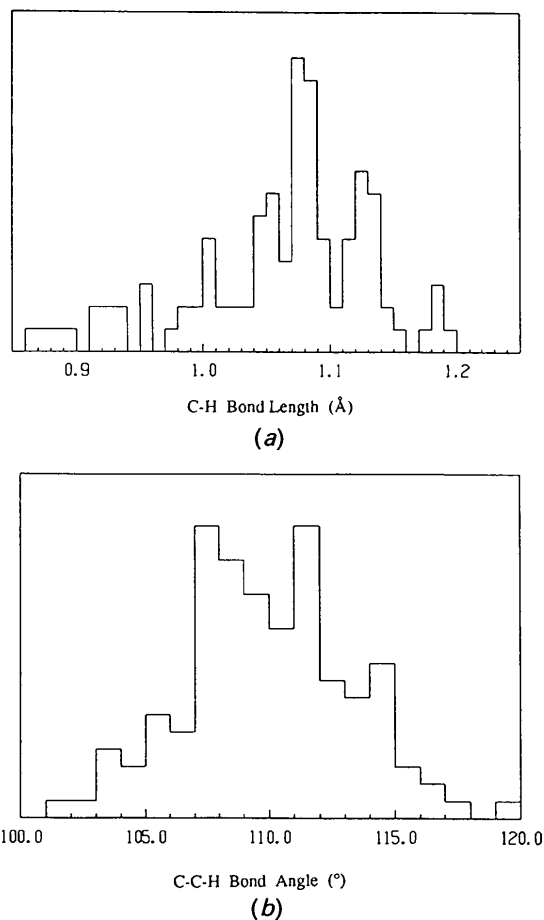 0.9 1.0 1.1 1.2
C-H Bond Length (Å)
(a)
100.0 105.0 110.0 115.0 120.0
C-C-H Bond Angle (°)
(b)